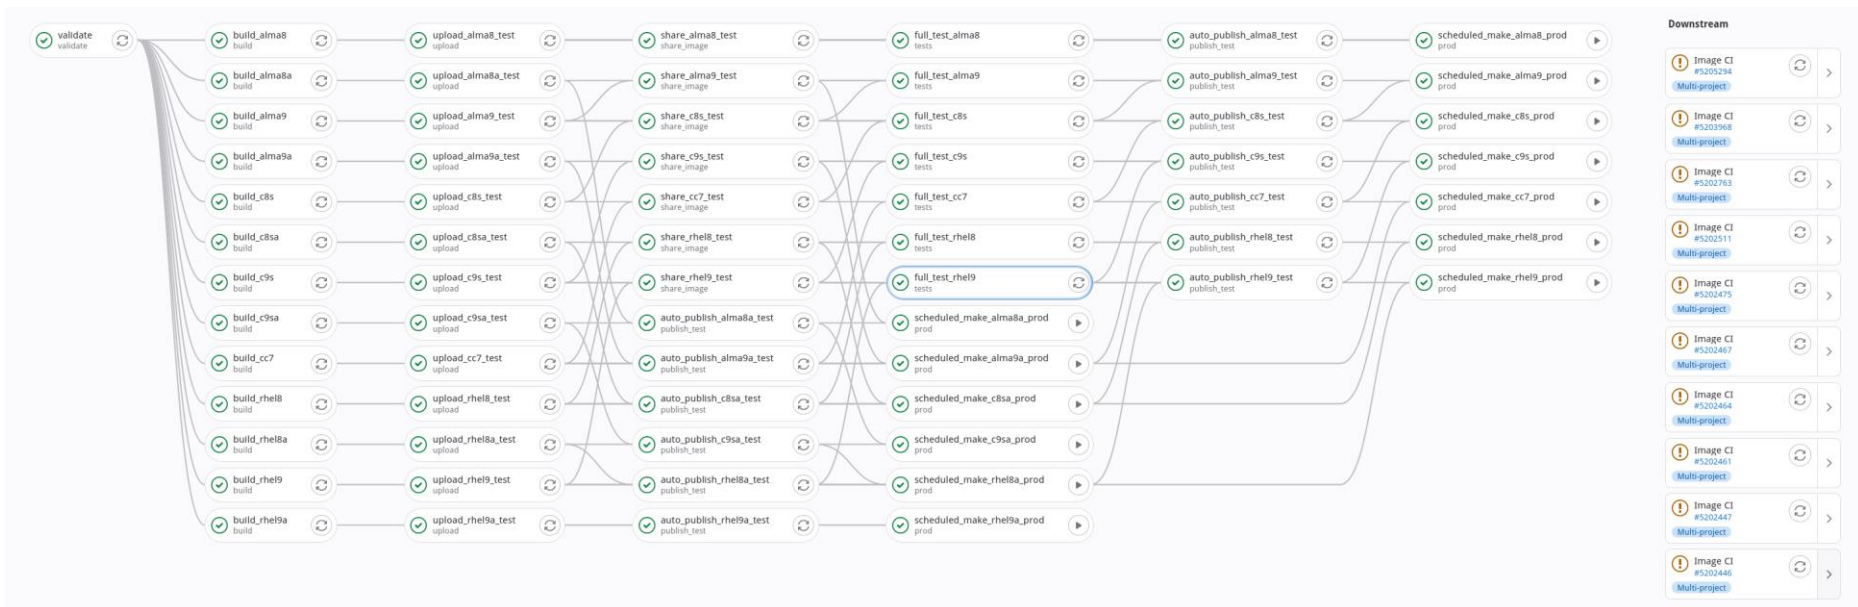 validate
validate
build_alma8
build
build_alma8a
build
build_alma9
build
build_alma9a
build
build_c8s
build
build_c8sa
build
build_c9s
build
build_c9sa
build
build_cc7
build
build_rhel8
build
build_rhel8a
build
build_rhel9
build
build_rhel9a
build
upload_alma8_test
upload
upload_alma8a_test
upload
upload_alma9_test
upload
upload_alma9a_test
upload
upload_c8s_test
upload
upload_c8sa_test
upload
upload_c9s_test
upload
upload_c9sa_test
upload
upload_cc7_test
upload
upload_rhel8_test
upload
upload_rhel8a_test
upload
upload_rhel9_test
upload
upload_rhel9a_test
upload
share_alma8_test
share_image
share_alma9_test
share_image
share_c8s_test
share_image
share_c9s_test
share_image
share_cc7_test
share_image
share_rhel8_test
share_image
share_rhel9_test
share_image
auto_publish_alma8a_test
publish_test
auto_publish_alma9a_test
publish_test
auto_publish_c8sa_test
publish_test
auto_publish_c9sa_test
publish_test
auto_publish_rhel8a_test
publish_test
auto_publish_rhel9a_test
publish_test
full_test_alma8
tests
full_test_alma9
tests
full_test_c8s
tests
full_test_c9s
tests
full_test_cc7
tests
full_test_rhel8
tests
full_test_rhel9
tests
scheduled_make_alma8a_prod
prod
scheduled_make_alma9a_prod
prod
scheduled_make_c8sa_prod
prod
scheduled_make_c9sa_prod
prod
scheduled_make_rhel8a_prod
prod
scheduled_make_rhel9a_prod
prod
auto_publish_alma8_test
publish_test
auto_publish_alma9_test
publish_test
auto_publish_c8s_test
publish_test
auto_publish_c9s_test
publish_test
auto_publish_cc7_test
publish_test
auto_publish_rhel8_test
publish_test
auto_publish_rhel9_test
publish_test
scheduled_make_alma8_prod
prod
scheduled_make_alma9_prod
prod
scheduled_make_c8s_prod
prod
scheduled_make_c9s_prod
prod
scheduled_make_cc7_prod
prod
scheduled_make_rhel8_prod
prod
scheduled_make_rhel9_prod
prod
Downstream
Image CI
#5205294
Multi-project
Image CI
#5203968
Multi-project
Image CI
#5202763
Multi-project
Image CI
#5202511
Multi-project
Image CI
#5202475
Multi-project
Image CI
#5202467
Multi-project
Image CI
#5202464
Multi-project
Image CI
#5202461
Multi-project
Image CI
#5202447
Multi-project
Image CI
#5202446
Multi-project